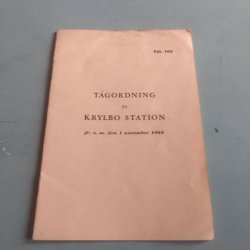 TÅGORDNING
för
KRYLBO STATION
fr. o. m. den 1 november 1962